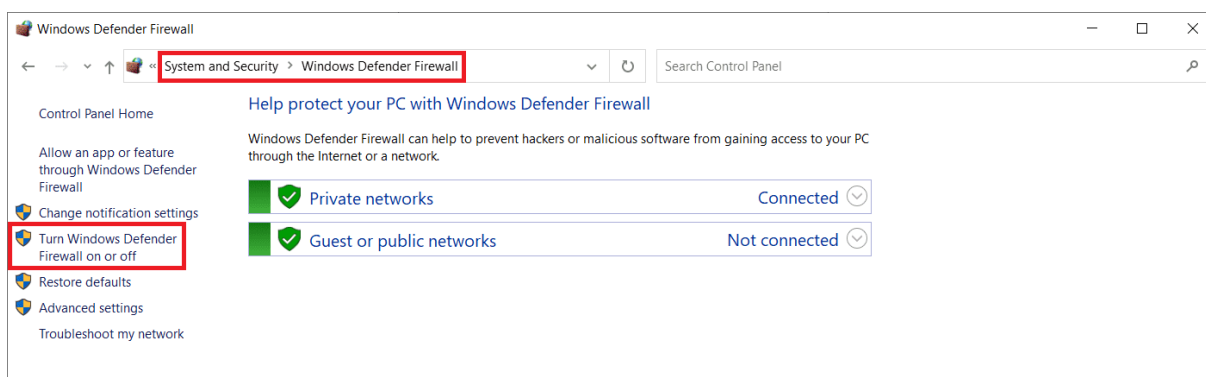 Windows Defender Firewall
« System and Security > Windows Defender Firewall
Search Control Panel
Control Panel Home
Allow an app or feature
through Windows Defender
Firewall
Change notification settings
Turn Windows Defender
Firewall on or off
Restore defaults
Advanced settings
Troubleshoot my network
Help protect your PC with Windows Defender Firewall
Windows Defender Firewall can help to prevent hackers or malicious software from gaining access to your PC
through the Internet or a network.
Private networks Connected
Guest or public networks Not connected